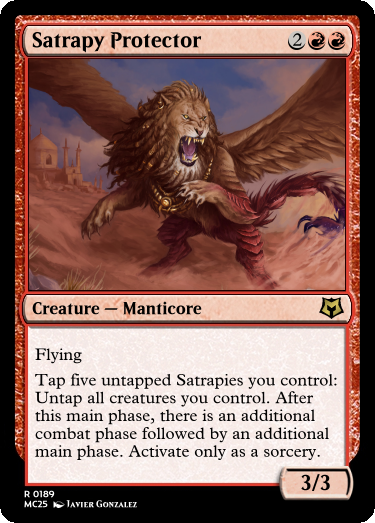 Satrapy Protector 2
Creature — Manticore
Flying
Tap five untapped Satrapies you control:
Untap all creatures you control. After
this main phase, there is an additional
combat phase followed by an additional
main phase. Activate only as a sorcery.
3/3
R 0189
MC25 Javier Gonzalez